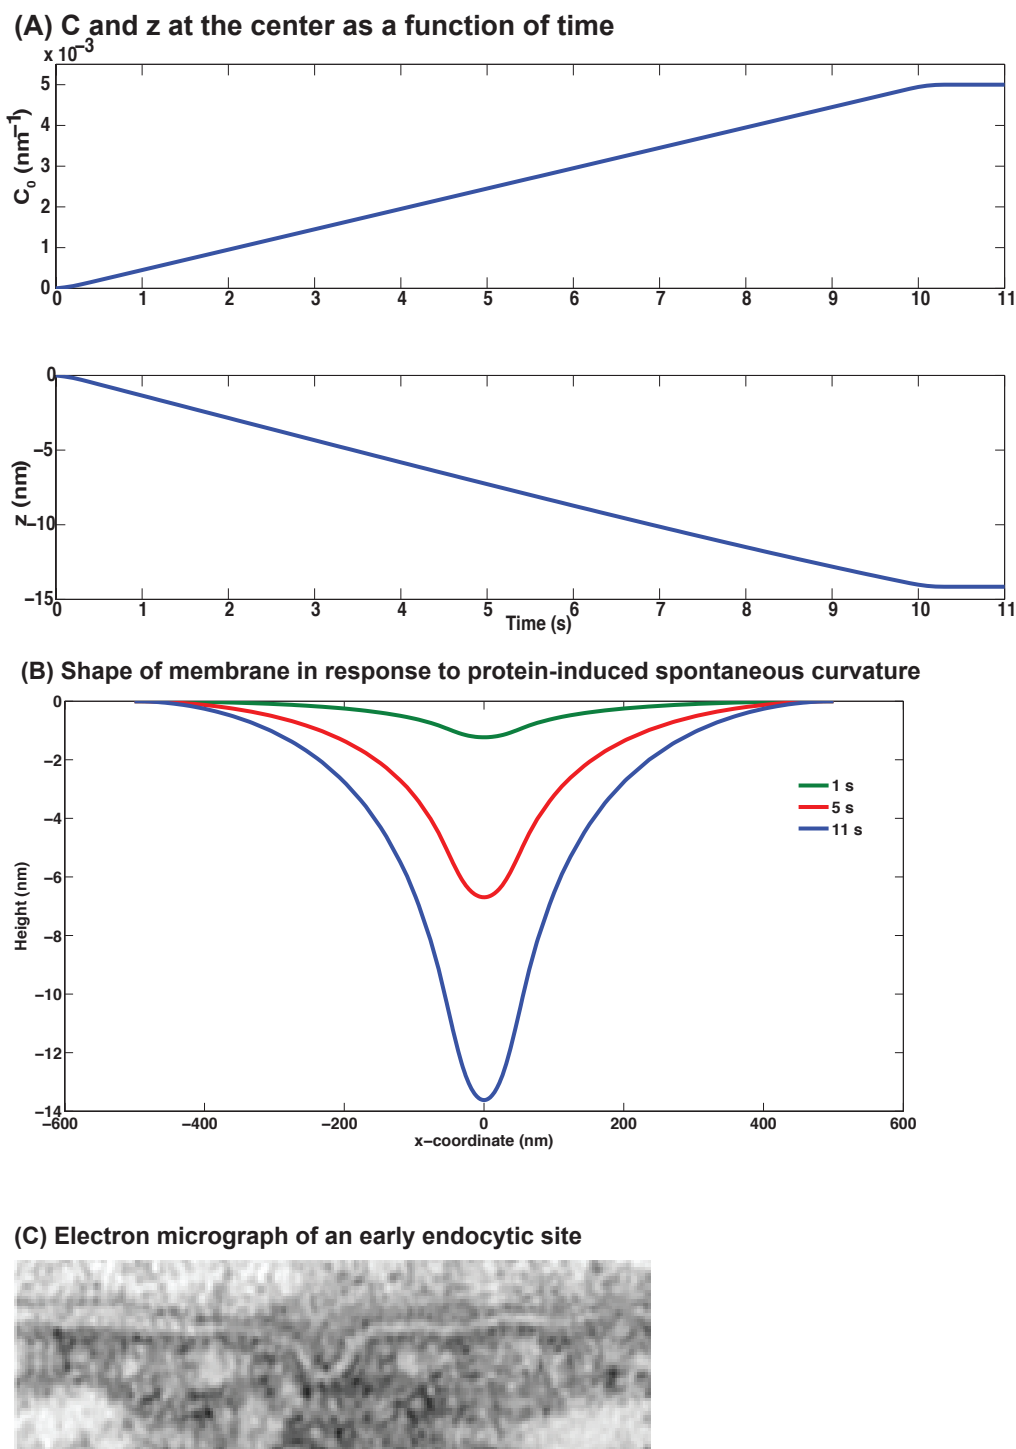 (A) C and z at the center as a function of time
x 10−3
5
4
3
2
1
0
C0 (nm−1)
0 1 2 3 4 5 6 7 8 9 10 11
0
−5
−10
−15
z (nm)
0 1 2 3 4 5 6 7 8 9 10 11
Time (s)
(B) Shape of membrane in response to protein-induced spontaneous curvature
0
−2
−4
−6
−8
−10
−12
−14
Height (nm)
1 s
5 s
11 s
−600 −400 −200 0 200 400 600
x−coordinate (nm)
(C) Electron micrograph of an early endocytic site